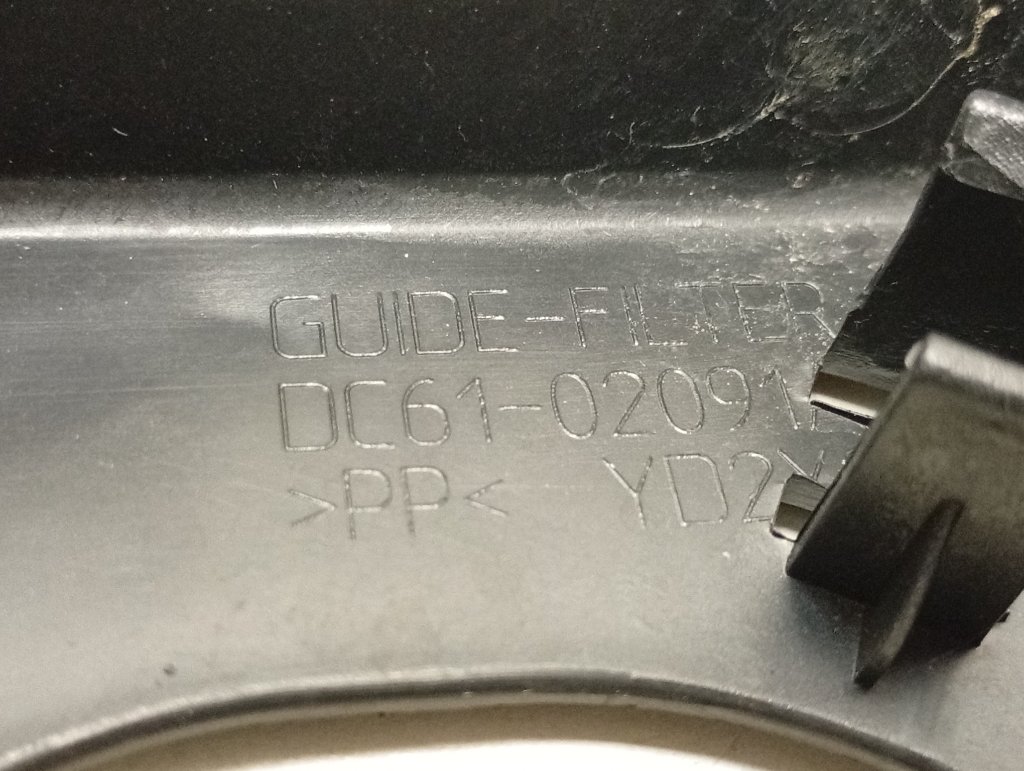 GUIDE-FILTER
DC61-02091
>PP< YD2